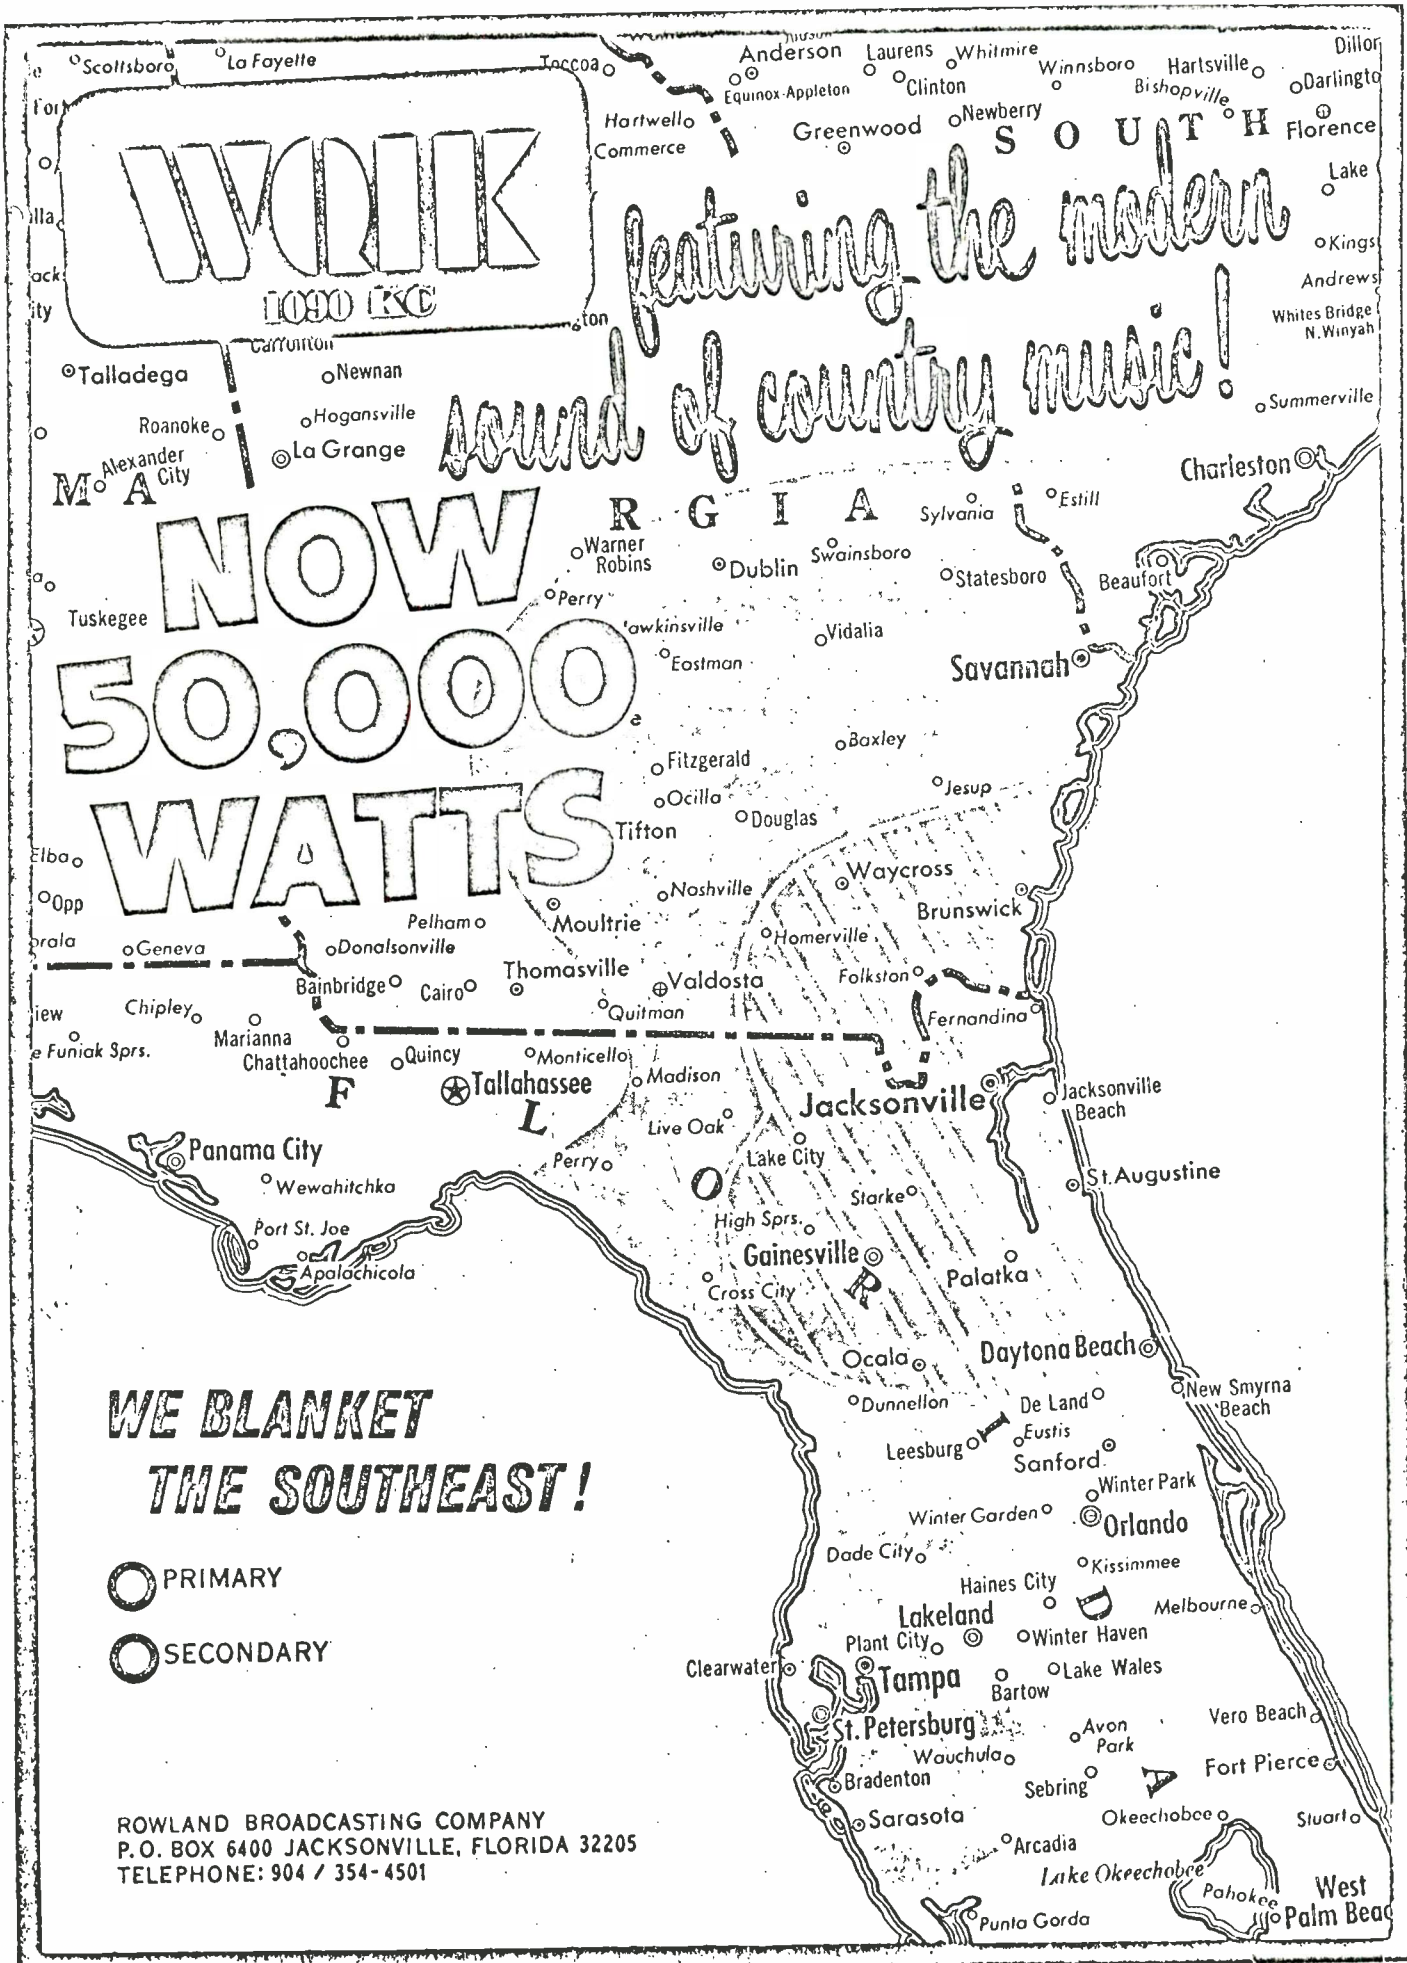 Scottsboro
La Fayette
Toccoa
Anderson
Laurens
Whitmire
Winnsboro
Hartsville
Dillor
Equinox-Appleton
Clinton
Bishopville
Darlingto
Hartwell
Newberry
Greenwood
SOUTH
Florence
Commerce
Lake
WQIK
1090 KC
featuring the modern
sound of country music!
Kings
Andrews
Whites Bridge
N. Winyah
Summerville
Talladega
Newnan
Roanoke
Hogansville
La Grange
Alexander
City
MA
Charleston
NOW
50,000
WATTS
RGIA
Sylvania
Estill
Warner
Robins
Dublin
Swainsboro
Statesboro
Beaufort
Perry
Tuskegee
awkinsville
Vidalia
Eastman
Savannah
Baxley
Fitzgerald
Jesup
Ocilla
Douglas
Tifton
Elba
Opp
Nashville
Waycross
Brunswick
Pelham
Moultrie
Homerville
Geneva
Donalsonville
Thomasville
Valdosta
Folkston
Bainbridge
Cairo
Quitman
Fernandina
Chipley
Marianna
Chattahoochee
Quincy
Monticello
e Funiak Sprs.
F L O R I D A
Tallahassee
Madison
Jacksonville
Jacksonville
Beach
Live Oak
Panama City
Perry
Lake City
St. Augustine
Wewahitchka
Starke
Port St. Joe
High Sprs.
Gainesville
Palatka
Apalachicola
Cross City
Ocala
Daytona Beach
Dunnellon
De Land
New Smyrna
Beach
Leesburg
Eustis
Sanford
WE BLANKET
THE SOUTHEAST!
Winter Park
Winter Garden
Orlando
Dade City
Kissimmee
PRIMARY
Haines City
Lakeland
Melbourne
Plant City
Winter Haven
SECONDARY
Clearwater
Tampa
Lake Wales
Bartow
St. Petersburg
Avon
Park
Vero Beach
Wauchula
Bradenton
Sebring
Fort Pierce
Sarasota
Okeechobee
Stuart
Arcadia
Lake Okeechobee
Pahokee
West
Palm Beac
Punta Gorda
ROWLAND BROADCASTING COMPANY
P.O. BOX 6400 JACKSONVILLE, FLORIDA 32205
TELEPHONE: 904 / 354-4501